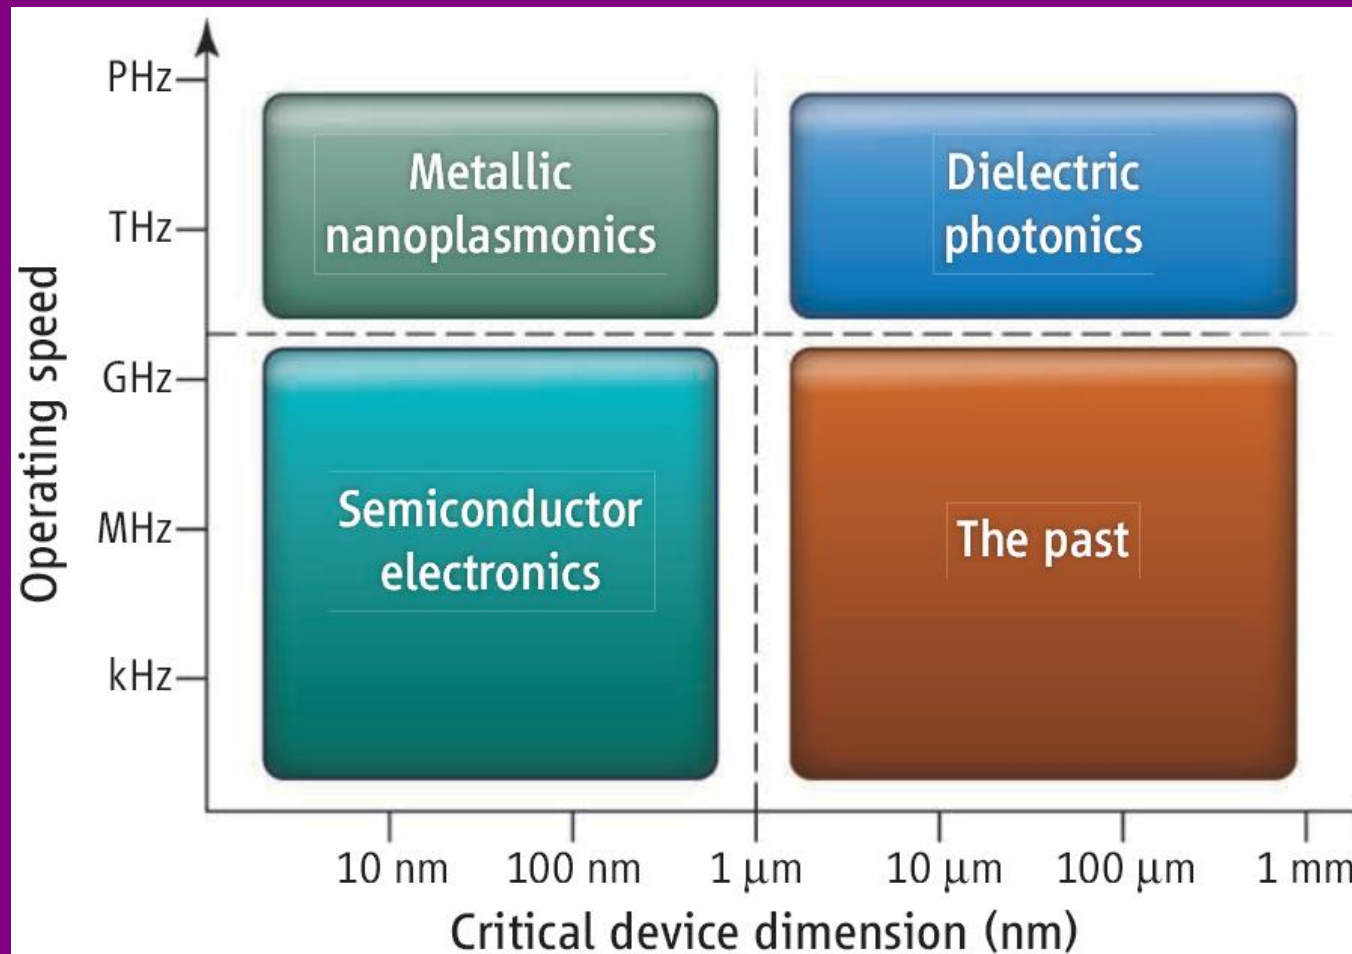 PHz
THz
GHz
MHz
kHz
Operating speed
Metallic
nanoplasmonics
Dielectric
photonics
Semiconductor
electronics
The past
10 nm
100 nm
1 μm
10 μm
100 μm
1 mm
Critical device dimension (nm)